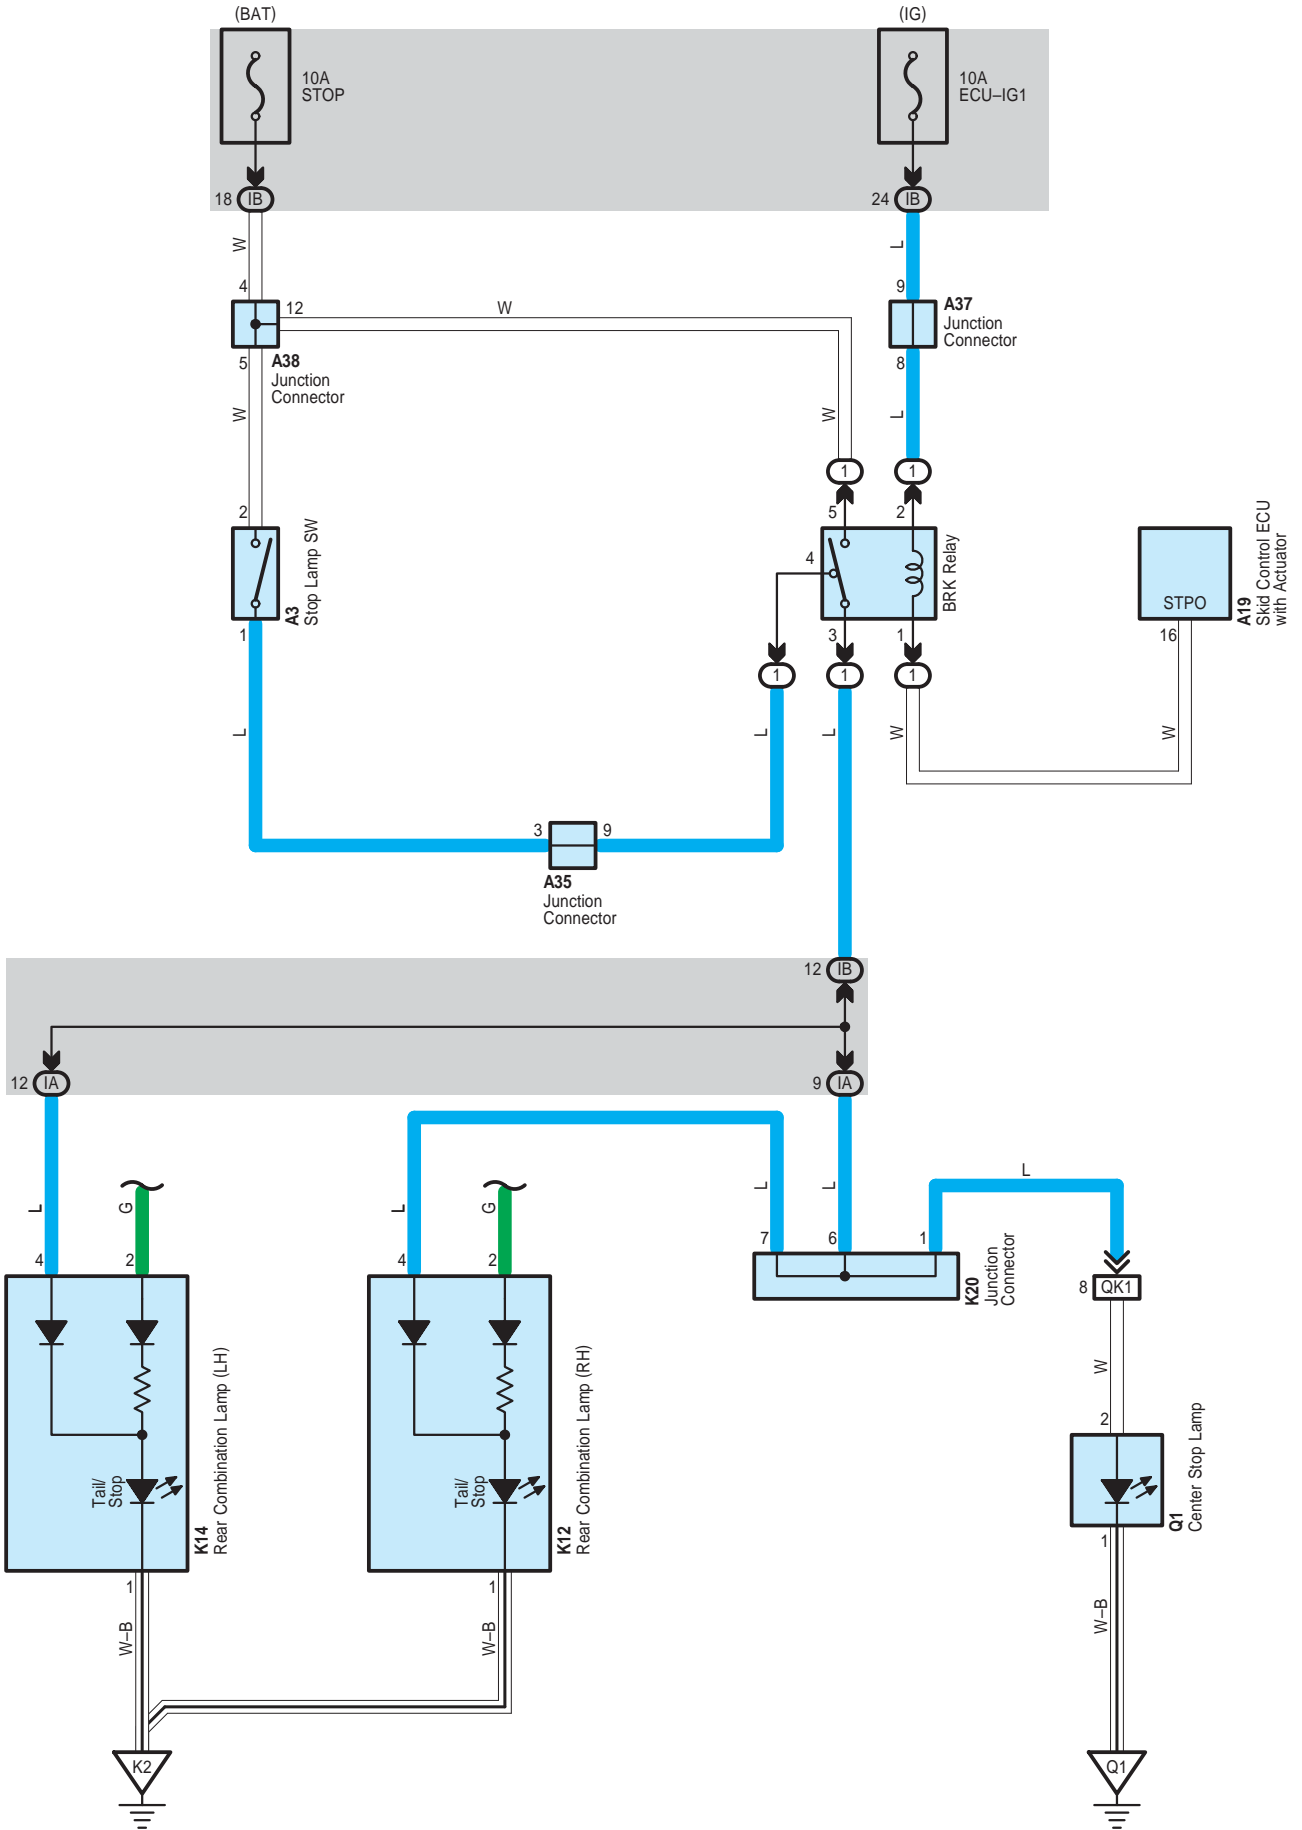 (BAT)
(IG)
10A
STOP
10A
ECU–IG1
18
IB
24
IB
W
L
4
9
12
W
A37
Junction
Connector
5
A38
Junction
Connector
8
W
W
L
1
1
2
5
2
Stop Lamp SW
A3
4
BRK Relay
STPO
A19
Skid Control ECU
with Actuator
1
3
1
16
1
1
1
L
L
L
W
W
3
9
A35
Junction
Connector
12
IB
12
IA
9
IA
L
G
L
G
L
L
L
4
2
4
2
7
6
1
K20
Junction
Connector
8
QK1
W
2
Tail/
Stop
K14
Rear Combination Lamp (LH)
Tail/
Stop
K12
Rear Combination Lamp (RH)
Q1
Center Stop Lamp
1
1
1
W–B
W–B
W–B
K2
Q1